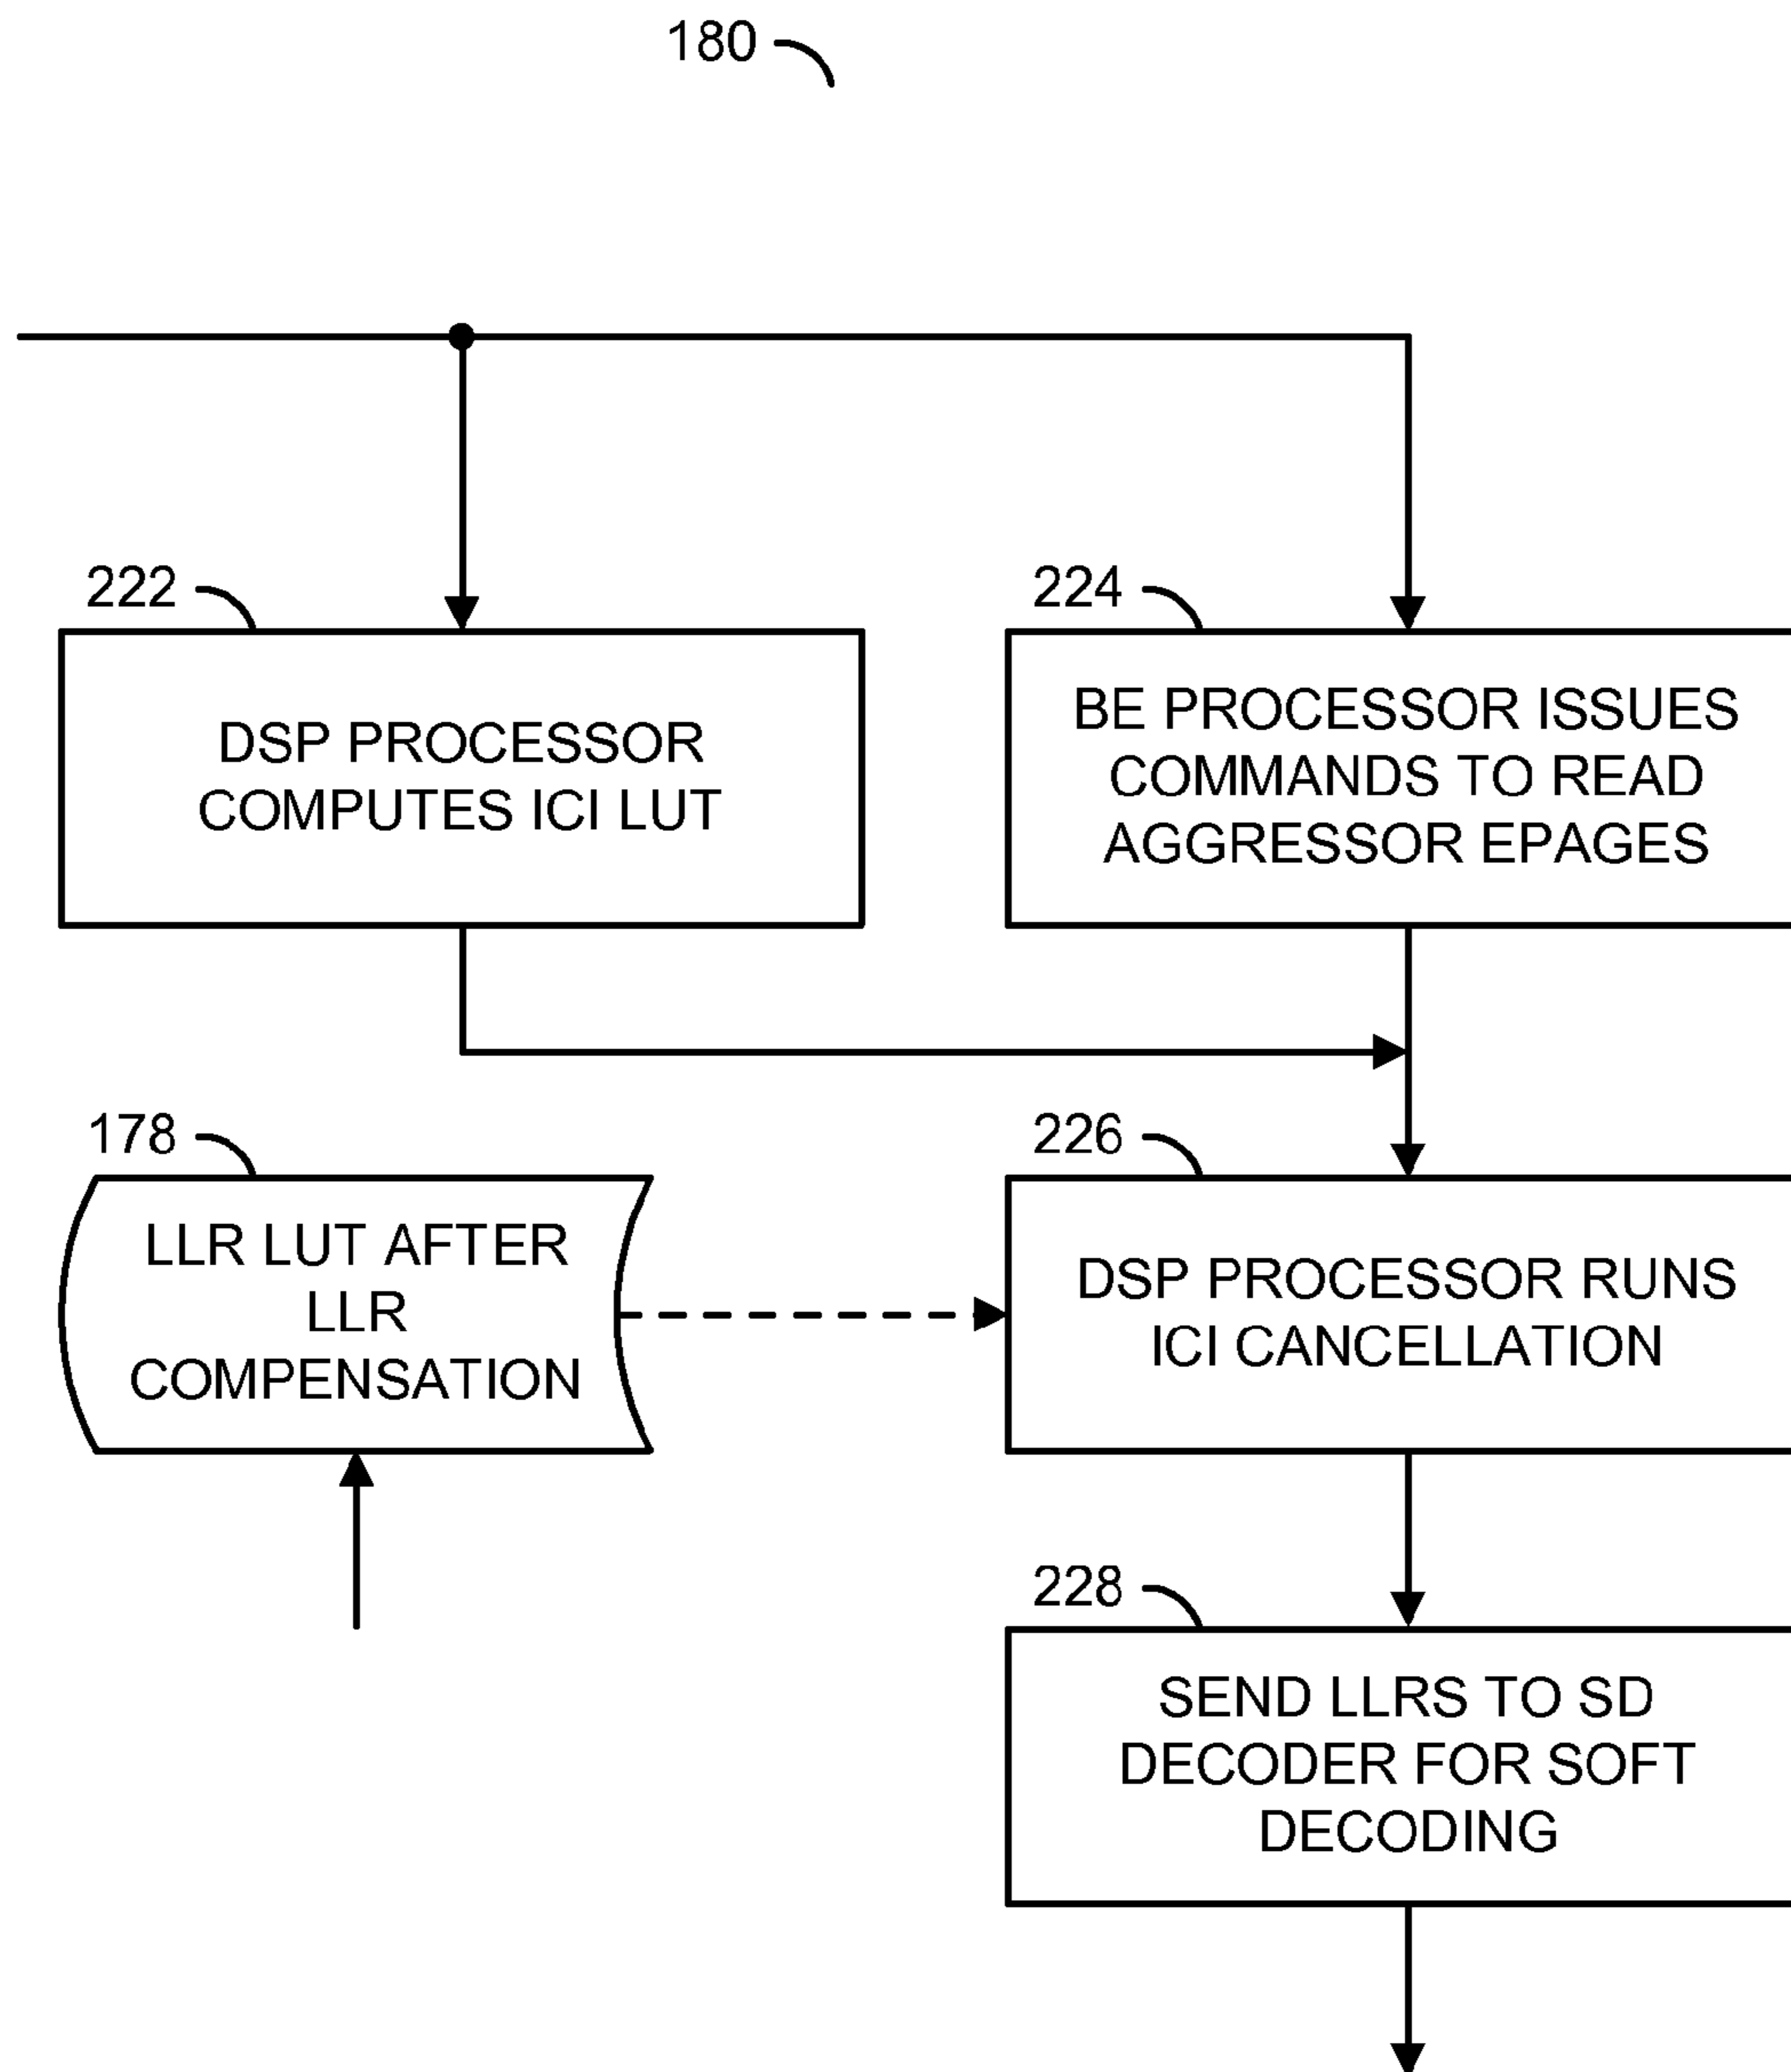 180
222
DSP PROCESSOR
COMPUTES ICI LUT
224
BE PROCESSOR ISSUES
COMMANDS TO READ
AGGRESSOR EPAGES
178
LLR LUT AFTER
LLR
COMPENSATION
226
DSP PROCESSOR RUNS
ICI CANCELLATION
228
SEND LLRS TO SD
DECODER FOR SOFT
DECODING